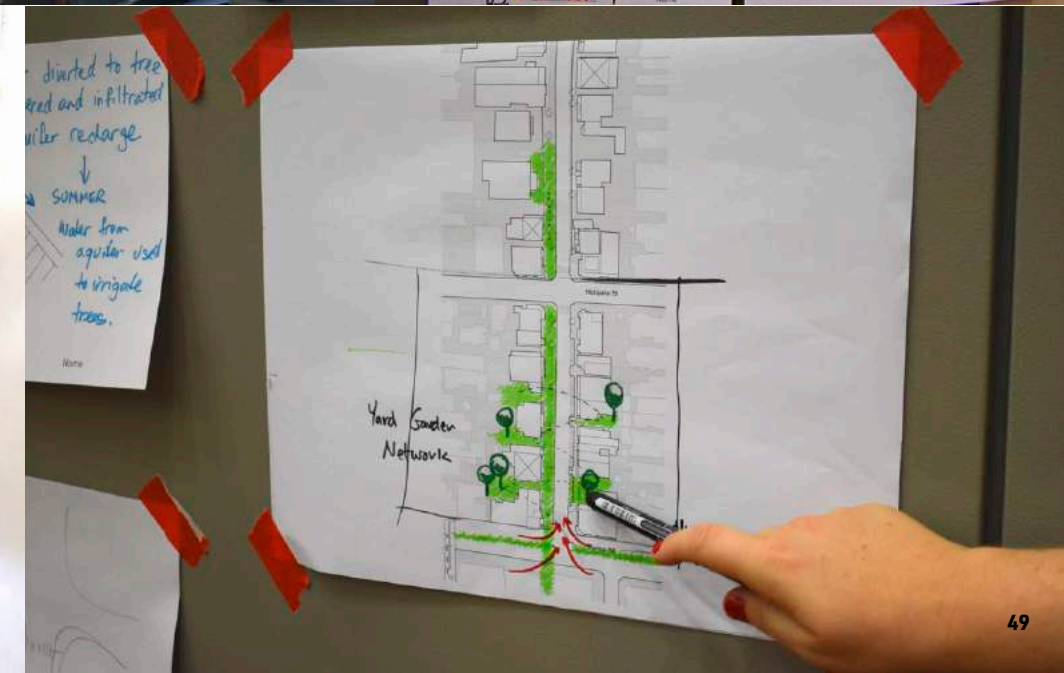 diverted to tree
ered and infiltrated
uifer recharge
↓
SUMMER
Water from
aquifer used
to irrigate
trees.
Name
Yard Garden
Network
49